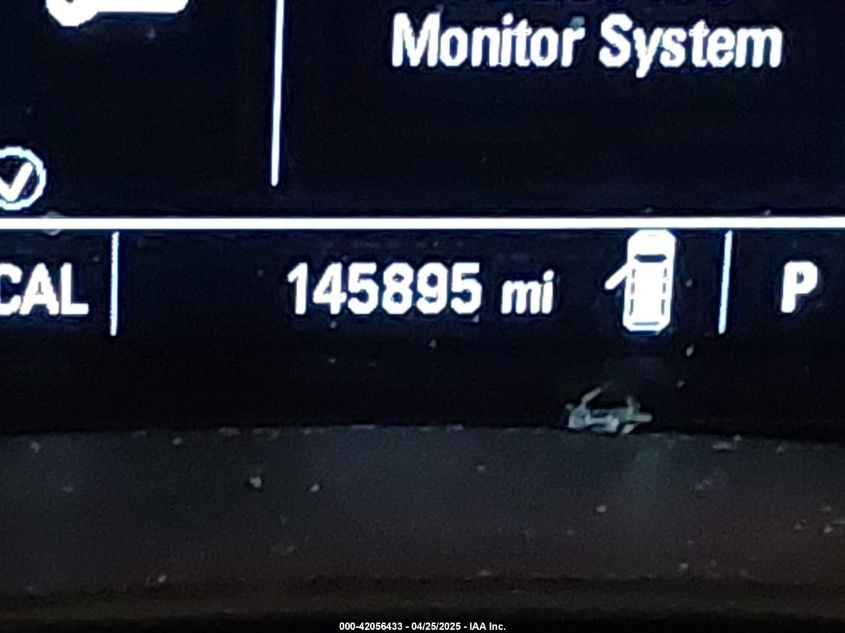 Monitor System
CAL
145895 mi
P
000-42056433 - 04/25/2025 - IAA Inc.